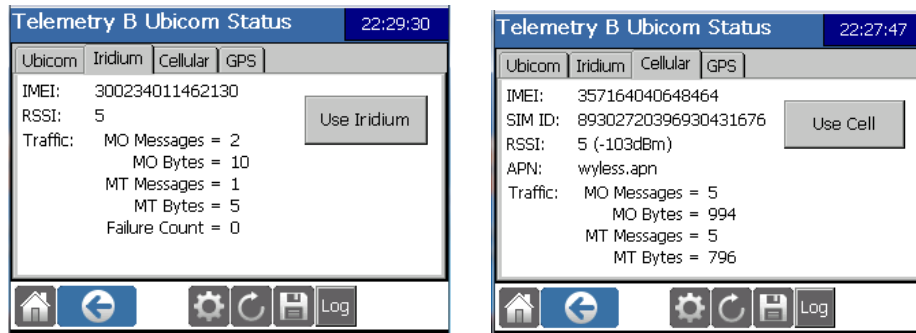 Telemetry B Ubicom Status 22:29:30
Ubicom Iridium Cellular GPS
IMEI: 300234011462130
RSSI: 5
Use Iridium
Traffic: MO Messages = 2
MO Bytes = 10
MT Messages = 1
MT Bytes = 5
Failure Count = 0
Log
Telemetry B Ubicom Status 22:27:47
Ubicom Iridium Cellular GPS
IMEI: 357164040648464
SIM ID: 89302720396930431676
Use Cell
RSSI: 5 (-103dBm)
APN: wyless.apn
Traffic: MO Messages = 5
MO Bytes = 994
MT Messages = 5
MT Bytes = 796
Log